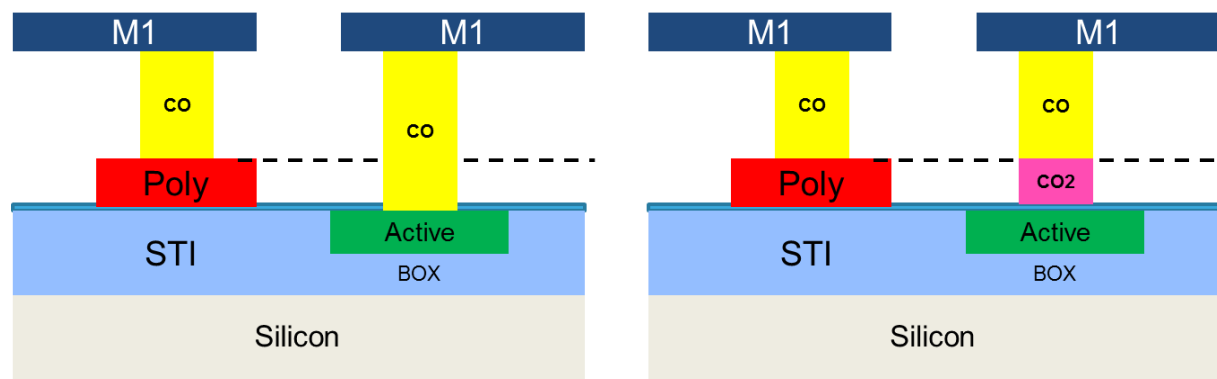 M1 M1 M1 M1
CO CO CO CO
Poly Poly CO2
Active Active
STI STI
BOX BOX
Silicon Silicon